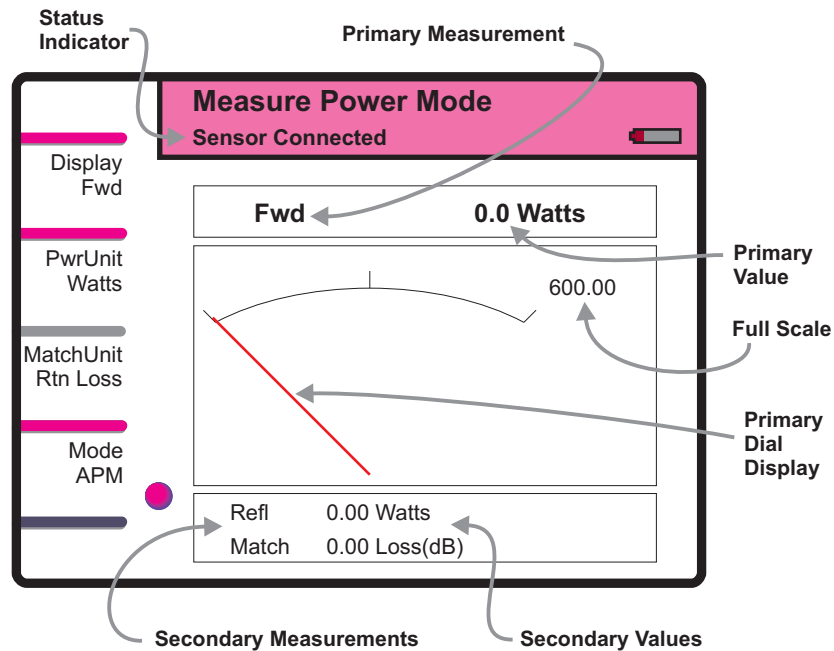 Status
Indicator
Primary Measurement
Measure Power Mode
Sensor Connected
Display
Fwd
Fwd 0.0 Watts
PwrUnit
Watts
Primary
Value
600.00
Full Scale
MatchUnit
Rtn Loss
Primary
Dial
Display
Mode
APM
Refl 0.00 Watts
Match 0.00 Loss(dB)
Secondary Measurements
Secondary Values